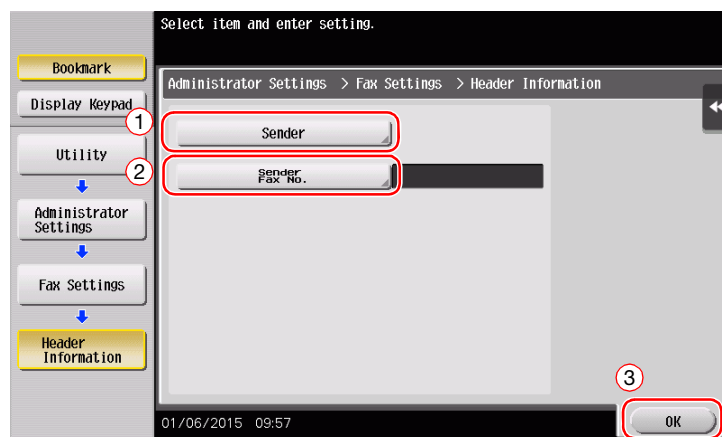 Select item and enter setting.
Bookmark
Display Keypad
Utility
Administrator
Settings
Fax Settings
Header
Information
Administrator Settings > Fax Settings > Header Information
1
Sender
2
Sender
Fax No.
3
01/06/2015 09:57
OK